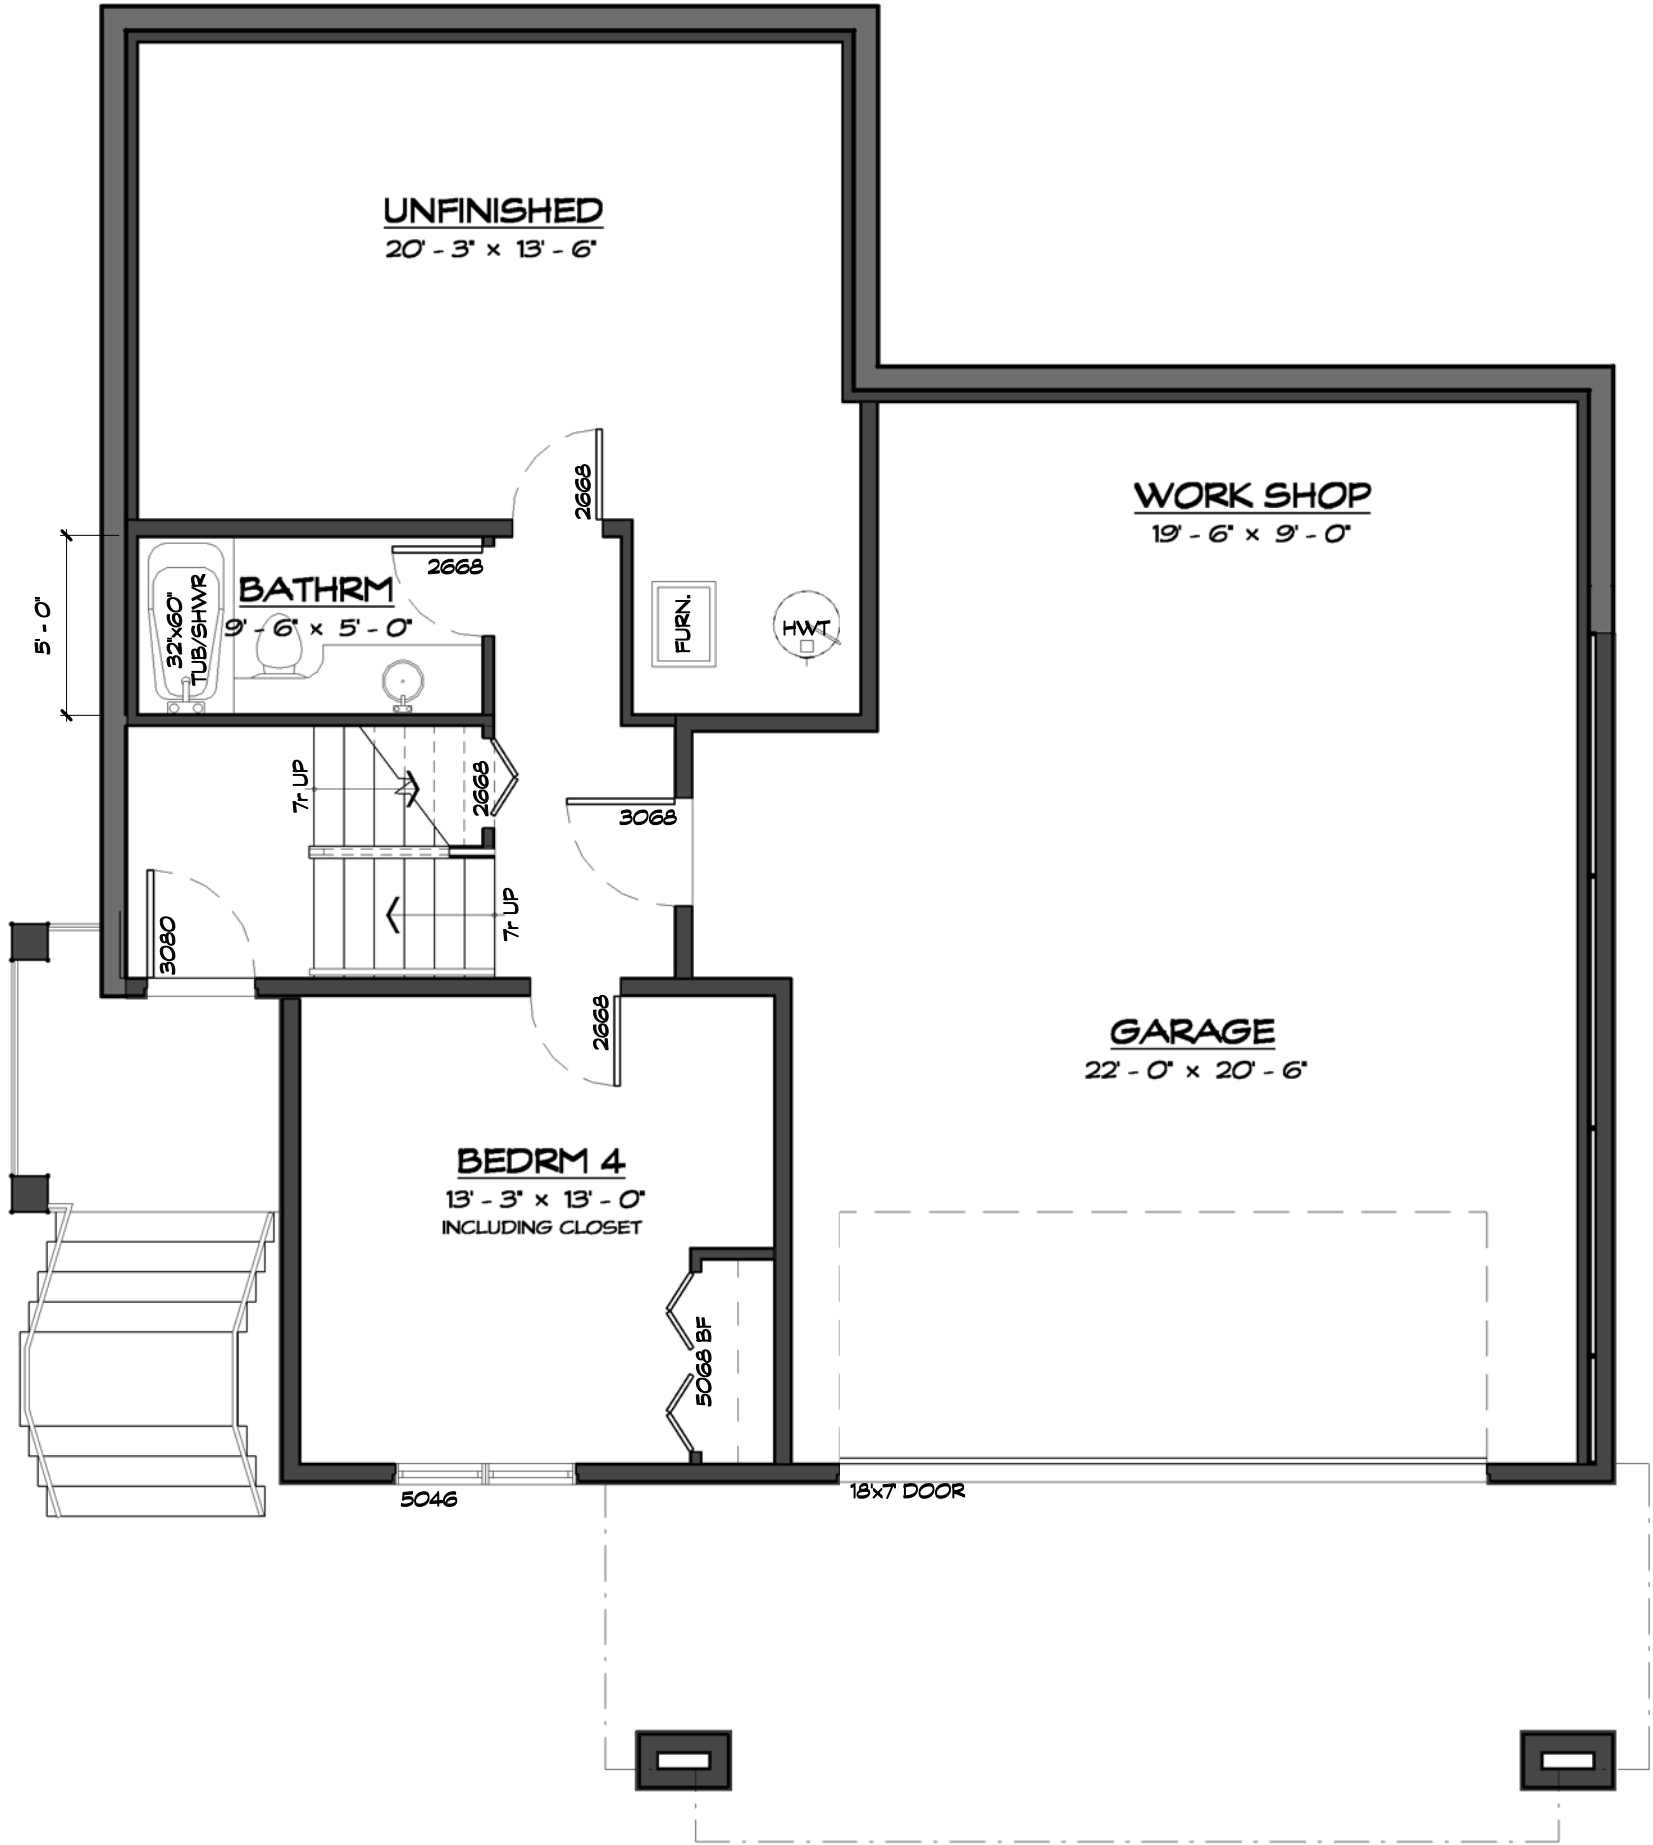 UNFINISHED
20' - 3" x 13' - 6"
2668
WORK SHOP
19' - 6" x 9' - 0"
2668
BATHRM
9' - 6" x 5' - 0"
32"x60"
TUB/SHWR
5' - 0"
FURN.
HWT
7r UP
2668
3068
3080
7r UP
2668
GARAGE
22' - 0" x 20' - 6"
BEDRM 4
13' - 3" x 13' - 0"
INCLUDING CLOSET
5068 BF
5046
18'x7' DOOR